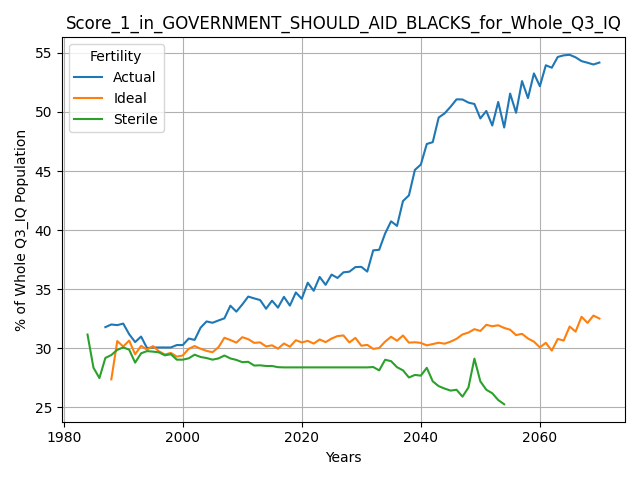 Score_1_in_GOVERNMENT_SHOULD_AID_BLACKS_for_Whole_Q3_IQ
Fertility
Actual
Ideal
Sterile
% of Whole Q3_IQ Population
55
50
45
40
35
30
25
1980
2000
2020
2040
2060
Years